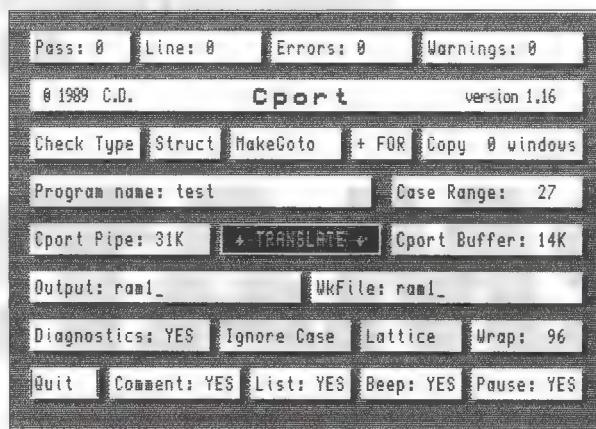 Pass: 0 Line: 0 Errors: 0 Warnings: 0
© 1989 C.D. Cport version 1.16
Check Type Struct MakeGoto + FOR Copy 0 windows
Program name: test Case Range: 27
Cport Pipe: 31K TRANSLATE Cport Buffer: 14K
Output: ram1_ WkFile: ram1_
Diagnostics: YES Ignore Case Lattice Wrap: 96
Quit Comment: YES List: YES Beep: YES Pause: YES